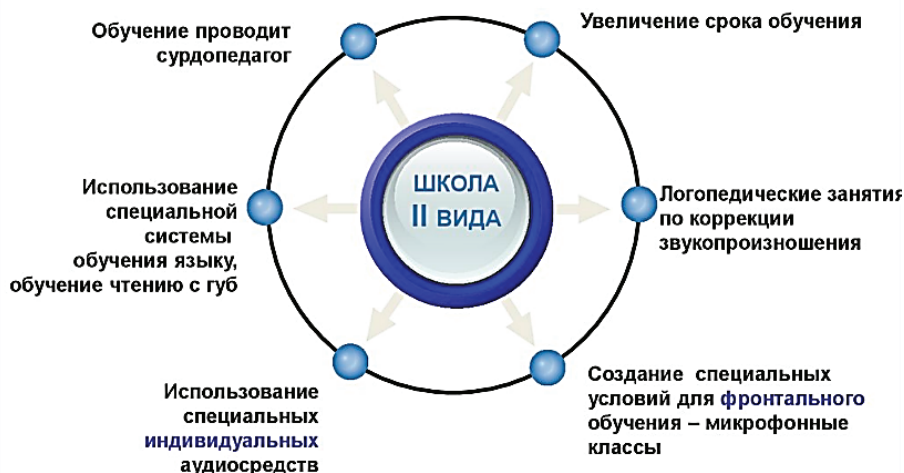 Обучение проводит
сурдопедагог
Увеличение срока обучения
Использование
специальной
системы
обучения языку,
обучение чтению с губ
ШКОЛА
II ВИДА
Логопедические занятия
по коррекции
звукопроизношения
Использование
специальных
индивидуальных
аудиосредств
Создание специальных
условий для фронтального
обучения – микрофонные
классы